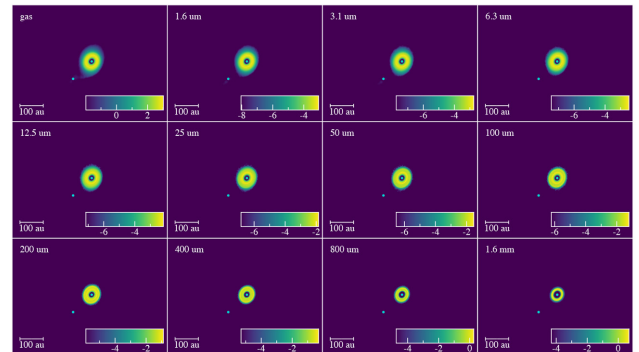 gas
1.6 um
3.1 um
6.3 um
100 au
0 2
100 au
-8 -6 -4
100 au
-6 -4
100 au
-6 -4
12.5 um
25 um
50 um
100 um
100 au
-6 -4
100 au
-6 -4 -2
100 au
-6 -4 -2
100 au
-6 -4 -2
200 um
400 um
800 um
1.6 mm
100 au
-4 -2
100 au
-4 -2
100 au
-4 -2 0
100 au
-4 -2 0